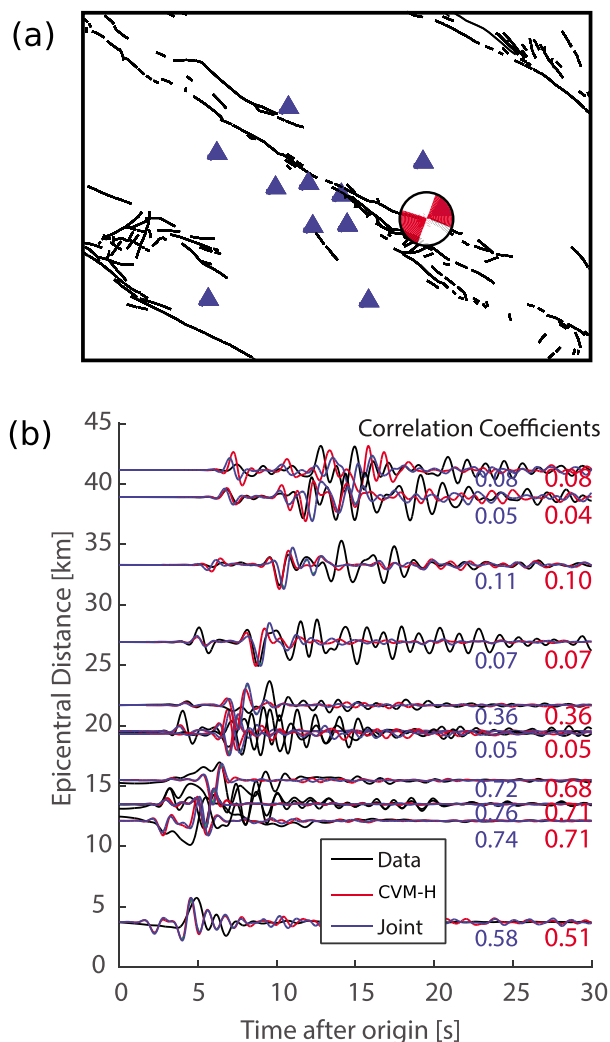 (a)
(b)
Correlation Coefficients
Epicentral Distance [km]
45
40
35
30
25
20
15
10
5
0
0.08 0.08
0.05 0.04
0.11 0.10
0.07 0.07
0.36 0.36
0.05 0.05
0.72 0.68
0.76 0.71
0.74 0.71
0.58 0.51
Data
CVM-H
Joint
0 5 10 15 20 25 30
Time after origin [s]